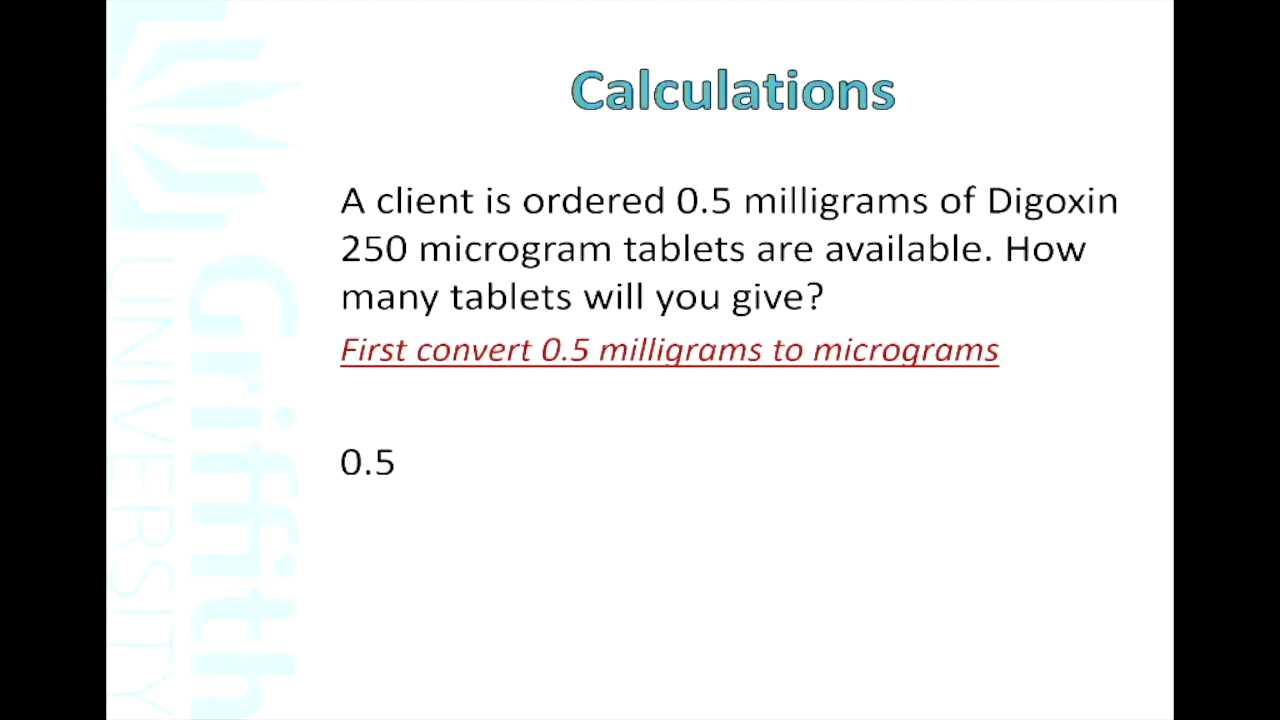 Calculations
A client is ordered 0.5 milligrams of Digoxin
250 microgram tablets are available. How
many tablets will you give?
First convert 0.5 milligrams to micrograms
0.5
Griffith
UNIVERSITY